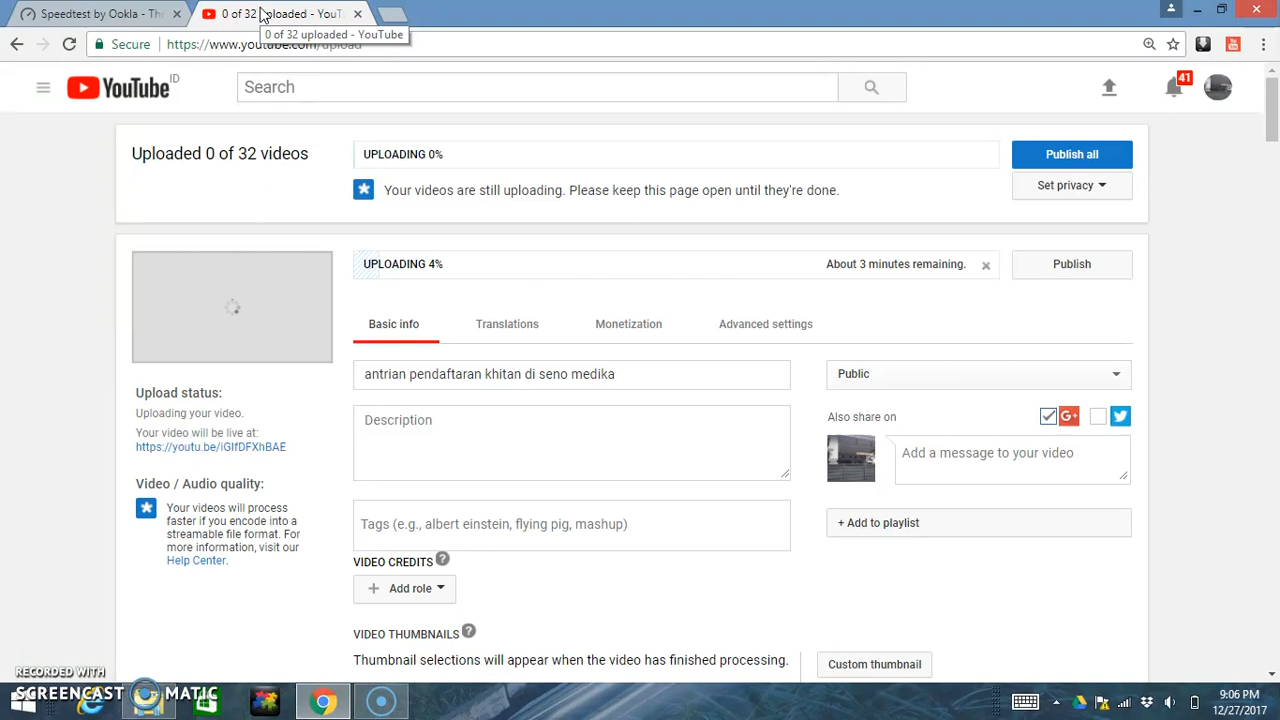 Speedtest by Ookla - The
0 of 32 uploaded - YouT
0 of 32 uploaded - YouTube
Secure https://www.youtube.com/upload
YouTube ID
Search
41
Uploaded 0 of 32 videos
UPLOADING 0%
Publish all
Your videos are still uploading. Please keep this page open until they're done.
Set privacy
UPLOADING 4%
About 3 minutes remaining.
Publish
Basic info
Translations
Monetization
Advanced settings
antrian pendaftaran khitan di seno medika
Public
Upload status:
Uploading your video.
Your video will be live at:
https://youtu.be/iGIfDFXhBAE
Description
Also share on
G+
Add a message to your video
Video / Audio quality:
Your videos will process
faster if you encode into a
streamable file format. For
more information, visit our
Help Center.
Tags (e.g., albert einstein, flying pig, mashup)
+ Add to playlist
VIDEO CREDITS ?
+ Add role
VIDEO THUMBNAILS ?
Thumbnail selections will appear when the video has finished processing.
Custom thumbnail
RECORDED WITH
SCREENCAST MATIC
9:06 PM
12/27/2017